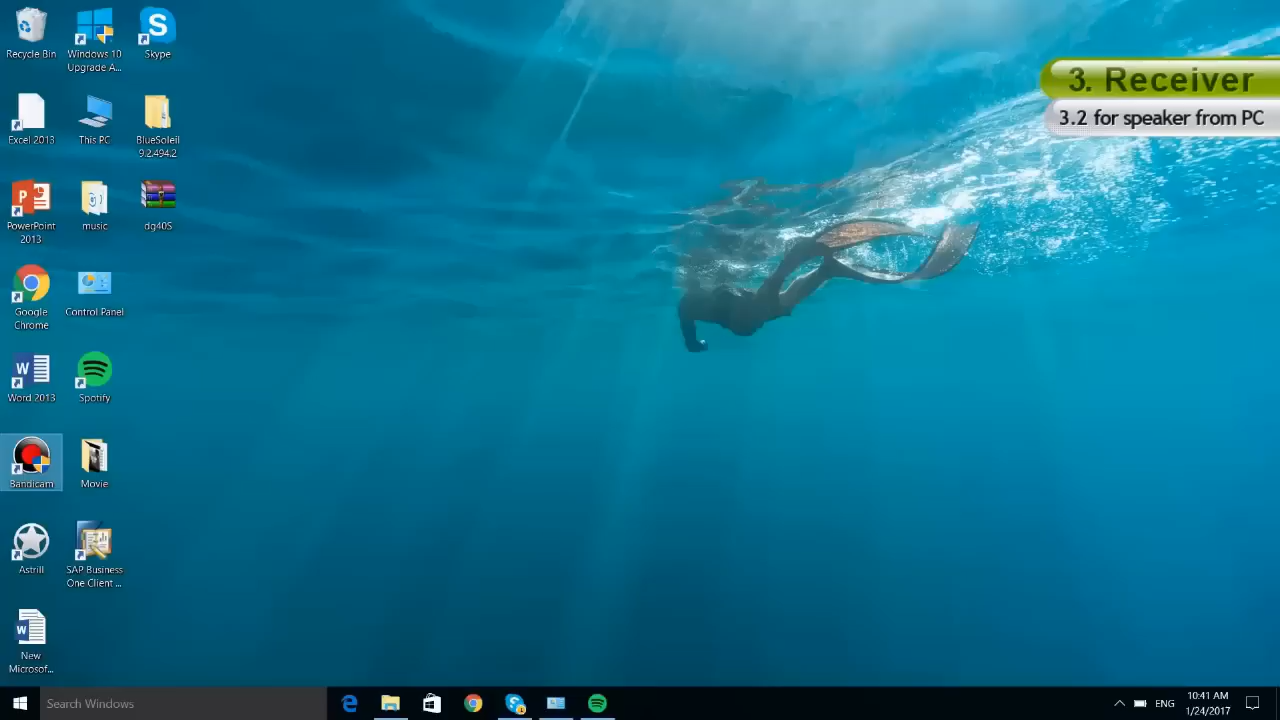 3. Receiver
3.2 for speaker from PC
Recycle Bin
Windows 10
Upgrade A...
Skype
Excel 2013
This PC
BlueSoleil
9.2.494.2
PowerPoint
2013
music
dg40S
Google
Chrome
Control Panel
Word 2013
Spotify
Bandicam
Movie
Astrill
SAP Business
One Client ...
New
Microsof...
Search Windows
ENG
10:41 AM
1/24/2017